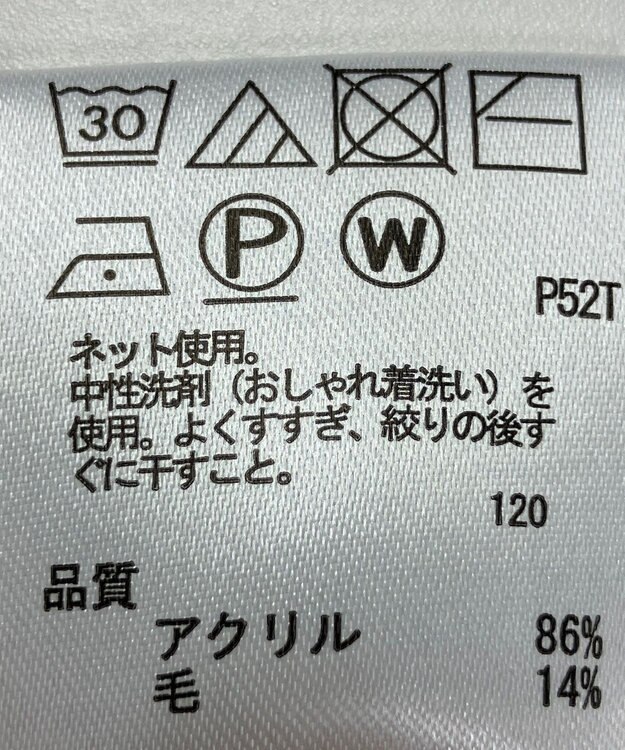 30
P W
P52T
ネット使用。
中性洗剤（おしゃれ着洗い）を
使用。よくすすぎ、絞りの後す
ぐに干すこと。
120
品質
アクリル 86%
毛 14%